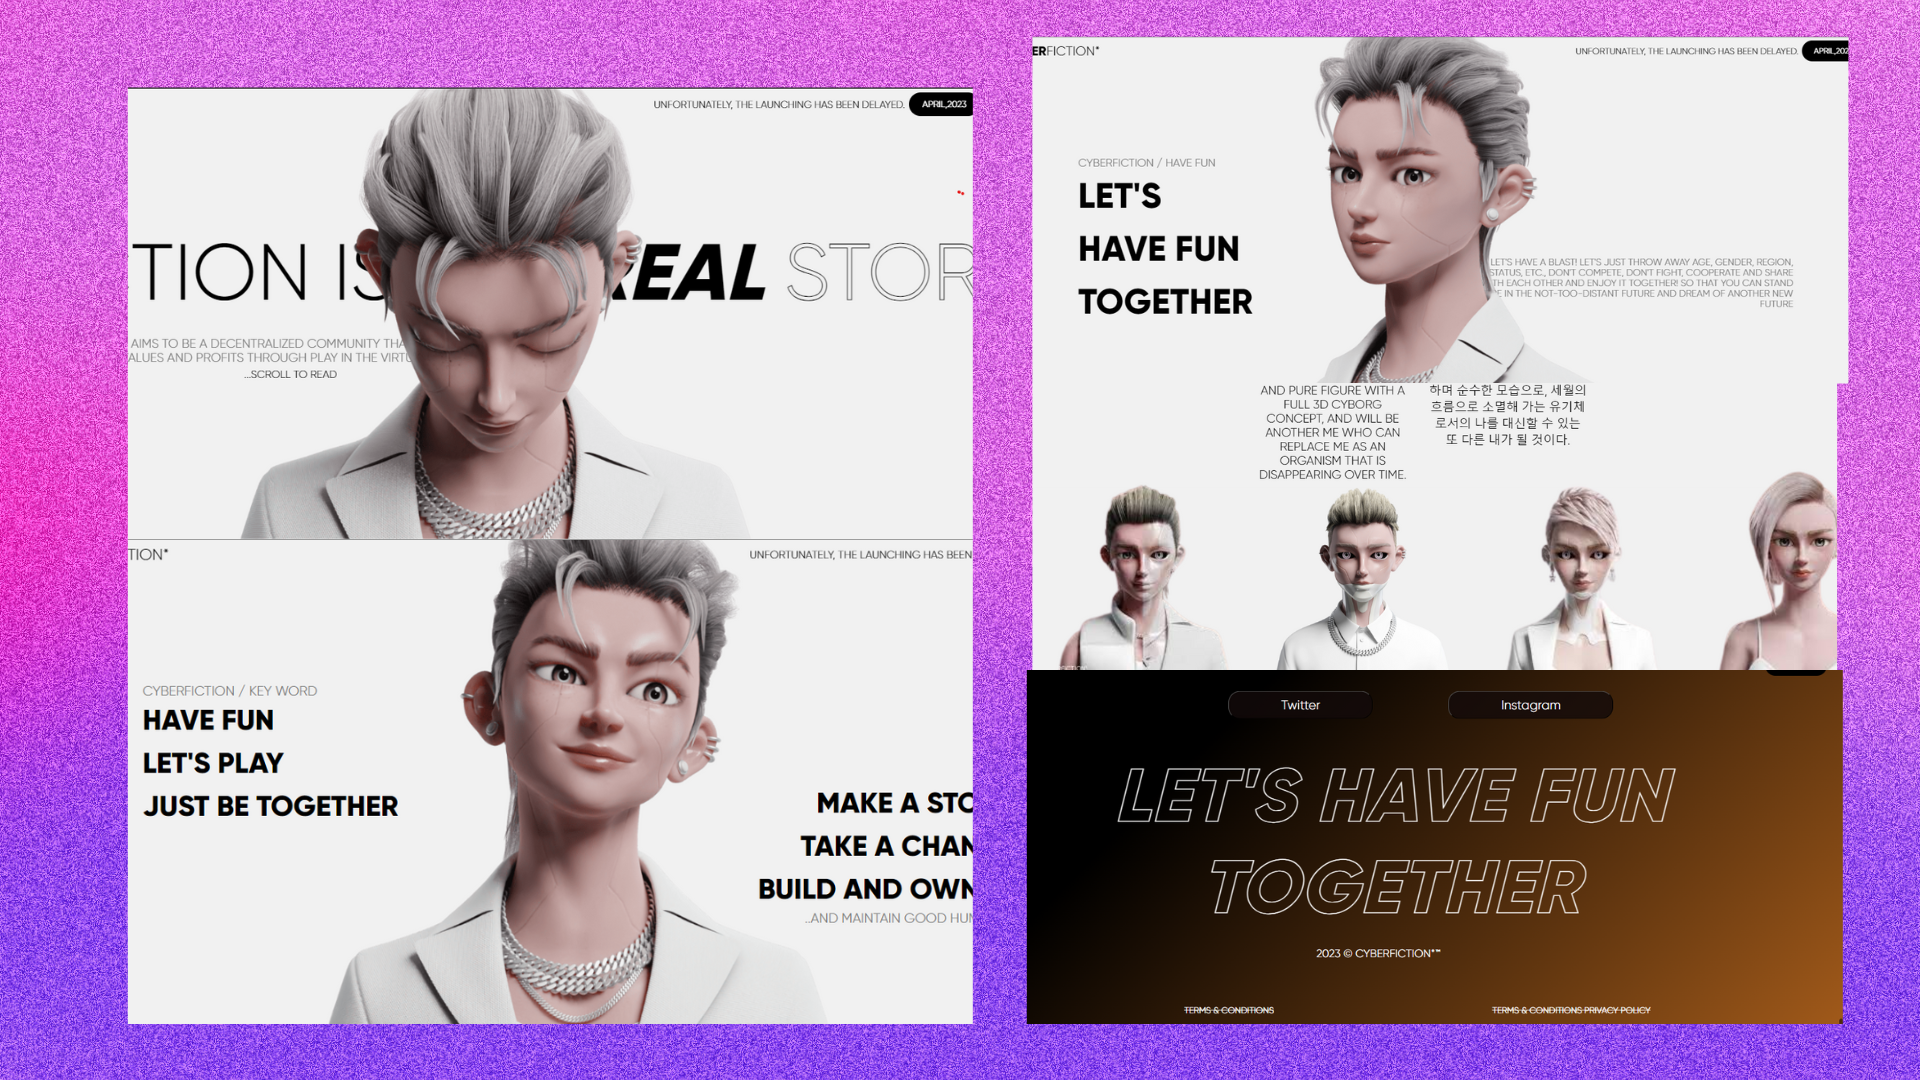 UNFORTUNATELY, THE LAUNCHING HAS BEEN DELAYED. APRIL,2023
TION IS REAL STOR
AIMS TO BE A DECENTRALIZED COMMUNITY THA
ALUES AND PROFITS THROUGH PLAY IN THE VIRTU
...SCROLL TO READ
TION*
UNFORTUNATELY, THE LAUNCHING HAS BEEN
CYBERFICTION / KEY WORD
HAVE FUN
LET'S PLAY
JUST BE TOGETHER
MAKE A STO
TAKE A CHAN
BUILD AND OWN
..AND MAINTAIN GOOD HUM
ERFICTION*
UNFORTUNATELY, THE LAUNCHING HAS BEEN DELAYED. APRIL,202
CYBERFICTION / HAVE FUN
LET'S
HAVE FUN
TOGETHER
LET'S HAVE A BLAST! LET'S JUST THROW AWAY AGE, GENDER, REGION,
STATUS, ETC., DON'T COMPETE, DON'T FIGHT, COOPERATE AND SHARE
TH EACH OTHER AND ENJOY IT TOGETHER! SO THAT YOU CAN STAND
E IN THE NOT-TOO-DISTANT FUTURE AND DREAM OF ANOTHER NEW
FUTURE
AND PURE FIGURE WITH A
FULL 3D CYBORG
CONCEPT, AND WILL BE
ANOTHER ME WHO CAN
REPLACE ME AS AN
ORGANISM THAT IS
DISAPPEARING OVER TIME.
하며 순수한 모습으로, 세월의
흐름으로 소멸해 가는 유기체
로서의 나를 대신할 수 있는
또 다른 내가 될 것이다.
Twitter
Instagram
LET'S HAVE FUN
TOGETHER
2023 © CYBERFICTION*™
TERMS & CONDITIONS
TERMS & CONDITIONS PRIVACY POLICY